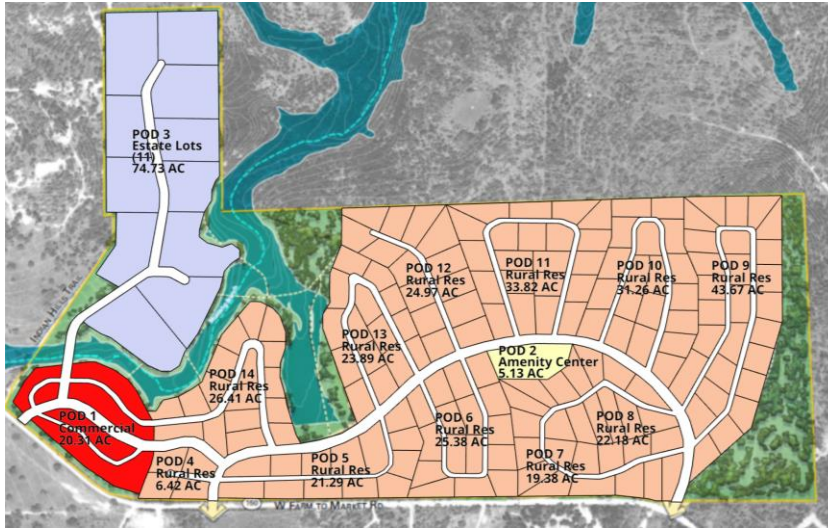 POD 3
Estate Lots
(11)
74.73 AC
POD 12
Rural Res
24.97 AC
POD 11
Rural Res
33.82 AC
POD 10
Rural Res
31.26 AC
POD 9
Rural Res
43.67 AC
POD 13
Rural Res
23.89 AC
POD 2
Amenity Center
5.13 AC
POD 14
Rural Res
26.41 AC
POD 1
Commercial
20.31 AC
POD 6
Rural Res
25.38 AC
POD 8
Rural Res
22.18 AC
POD 4
Rural Res
6.42 AC
POD 5
Rural Res
21.29 AC
POD 7
Rural Res
19.38 AC
W FARM TO MARKET RD